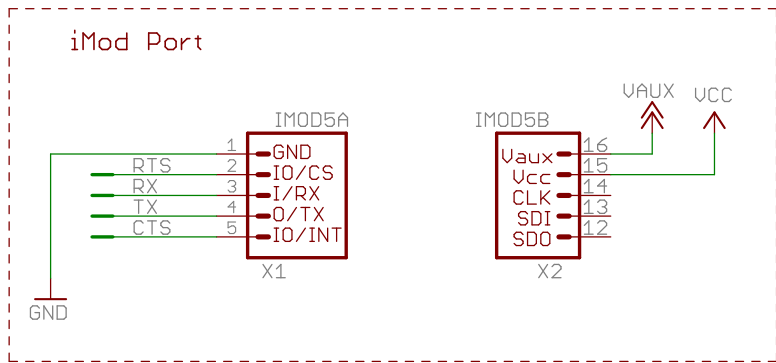 iMod Port
IMOD5A
1 GND
RTS 2 IO/CS
RX 3 I/RX
TX 4 O/TX
CTS 5 IO/INT
X1
GND
VAUX VCC
IMOD5B
Vaux 16
Vcc 15
CLK 14
SDI 13
SDO 12
X2